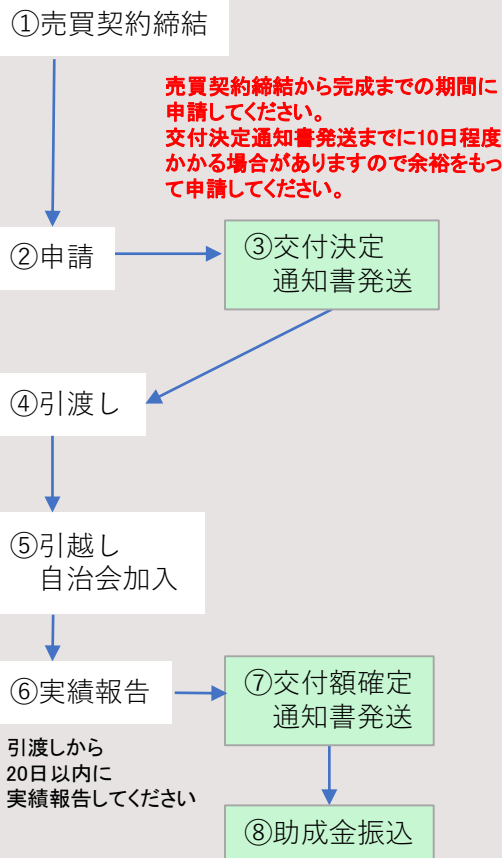 ①売買契約締結
売買契約締結から完成までの期間に
申請してください。
交付決定通知書発送までに10日程度
かかる場合がありますので余裕をもっ
て申請してください。
②申請
③交付決定
通知書発送
④引渡し
⑤引越し
自治会加入
⑥実績報告
⑦交付額確定
通知書発送
引渡しから
20日以内に
実績報告してください
⑧助成金振込